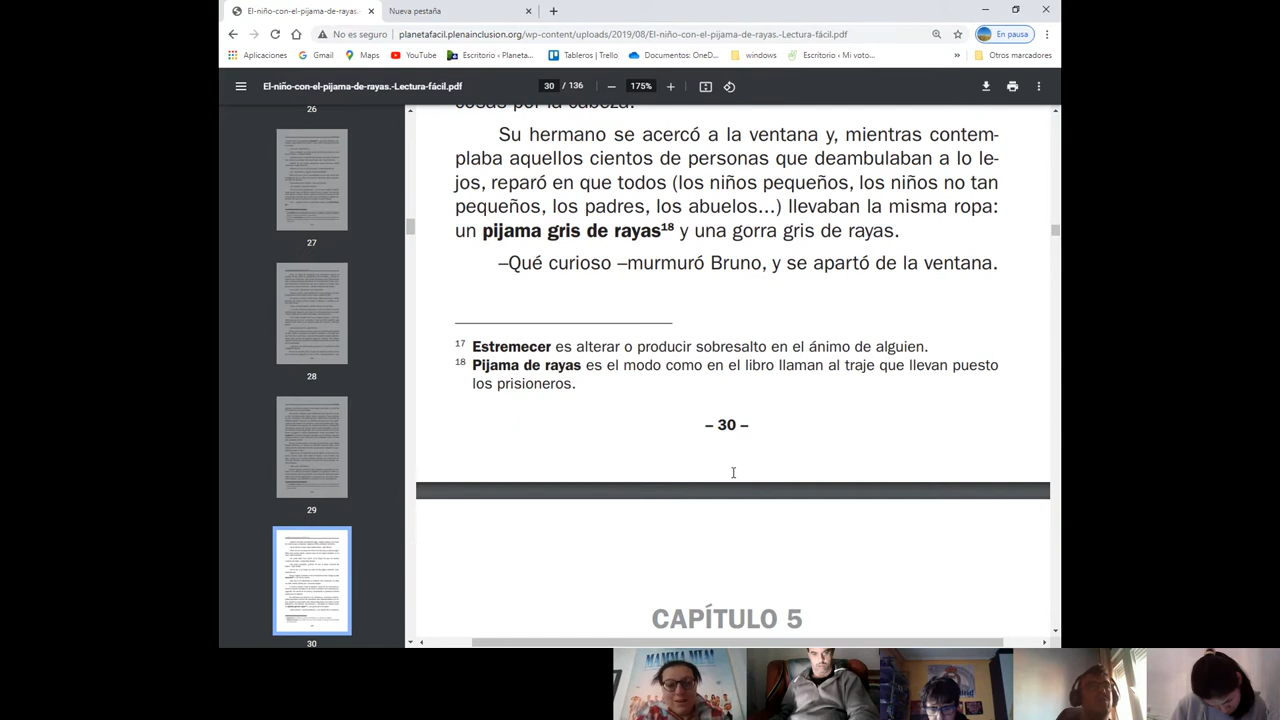 El-niño-con-el-pijama-de-rayas.-
Nueva pestaña
No es seguro
planetafacil.plenainclusion.org/wp-content/uploads/2019/08/El-niño-con-el-pijama-de-rayas.-Lectura-fácil.pdf
En pausa
Aplicaciones
Gmail
Maps
YouTube
Escritorio < Planeta...
Tableros | Trello
Documentos: OneD...
windows
Escritorio ‹ Mi voto...
»
Otros marcadores
El-niño-con-el-pijama-de-rayas.-Lectura-fácil.pdf
30 / 136
175%
26
27
28
29
30
cosas por la cabeza.
Su hermano se acercó a la ventana y, mientras contem-
plaba aquellos cientos de personas que deambulaban a lo le-
jos, reparó en que todos (los niños pequeños, los niños no tan
pequeños, los padres, los abuelos...) llevaban la misma ropa:
un pijama gris de rayas¹⁸ y una gorra gris de rayas.
–Qué curioso –murmuró Bruno, y se apartó de la ventana.
17 Estremecer es alterar o producir sobresalto en el ánimo de alguien.
18 Pijama de rayas es el modo como en el libro llaman al traje que llevan puesto
los prisioneros.
– 30 –
CAPÍTULO 5
MAMMA MIA!